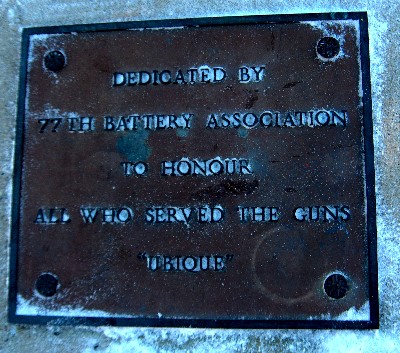 DEDICATED BY
77TH BATTERY ASSOCIATION
TO HONOUR
ALL WHO SERVED THE GUNS
"UBIQUE"